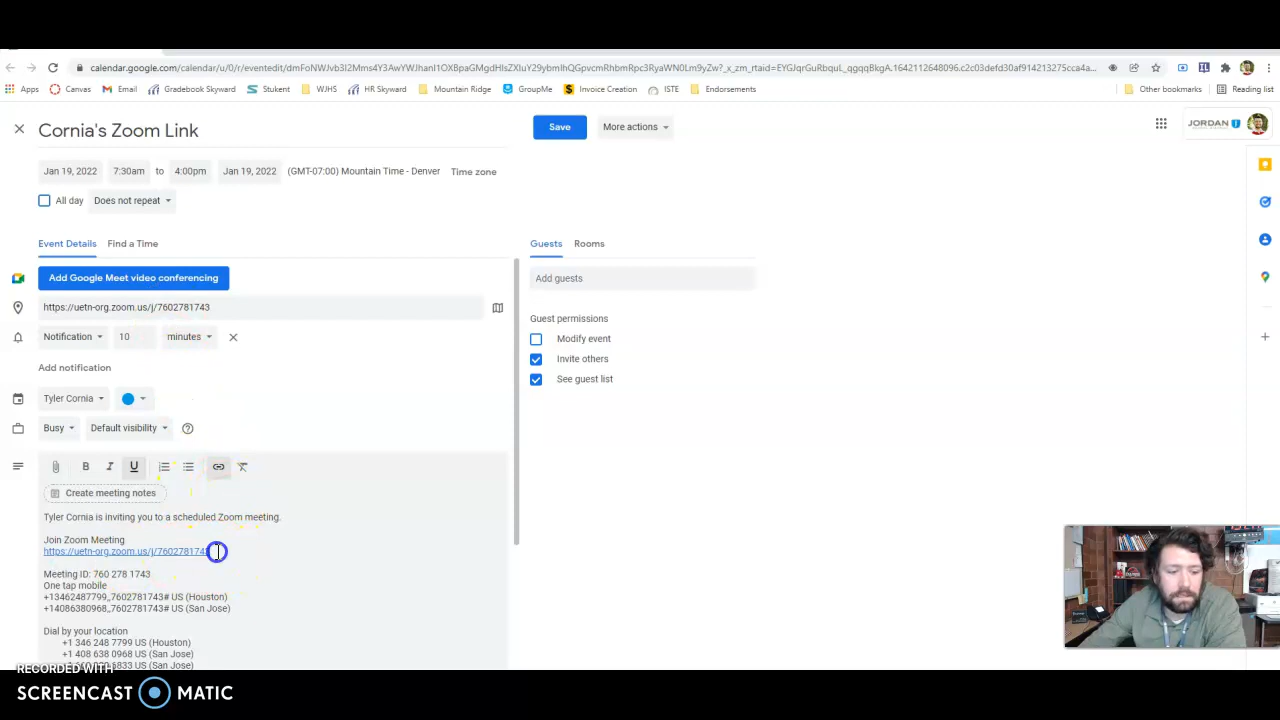 calendar.google.com/calendar/u/0/r/eventedit/
Apps Canvas Email Gradebook Skyward Stukent WJHS HR Skyward Mountain Ridge GroupMe Invoice Creation ISTE Endorsements Other bookmarks Reading list
Cornia's Zoom Link
Save More actions
JORDAN
Jan 19, 2022 7:30am to 4:00pm Jan 19, 2022 (GMT-07:00) Mountain Time - Denver Time zone
All day Does not repeat
Event Details Find a Time
Guests Rooms
Add Google Meet video conferencing
Add guests
https://uetn-org.zoom.us/j/7602781743
Guest permissions
Notification 10 minutes
Modify event
Invite others
Add notification
See guest list
Tyler Cornia
Busy Default visibility
B I U
Create meeting notes
Tyler Cornia is inviting you to a scheduled Zoom meeting.
Join Zoom Meeting
https://uetn-org.zoom.us/j/7602781743
Meeting ID: 760 278 1743
One tap mobile
+13462487799,,7602781743# US (Houston)
+14086380968,,7602781743# US (San Jose)
Dial by your location
+1 346 248 7799 US (Houston)
+1 408 638 0968 US (San Jose)
6833 US (San Jose)
RECORDED WITH
SCREENCAST MATIC